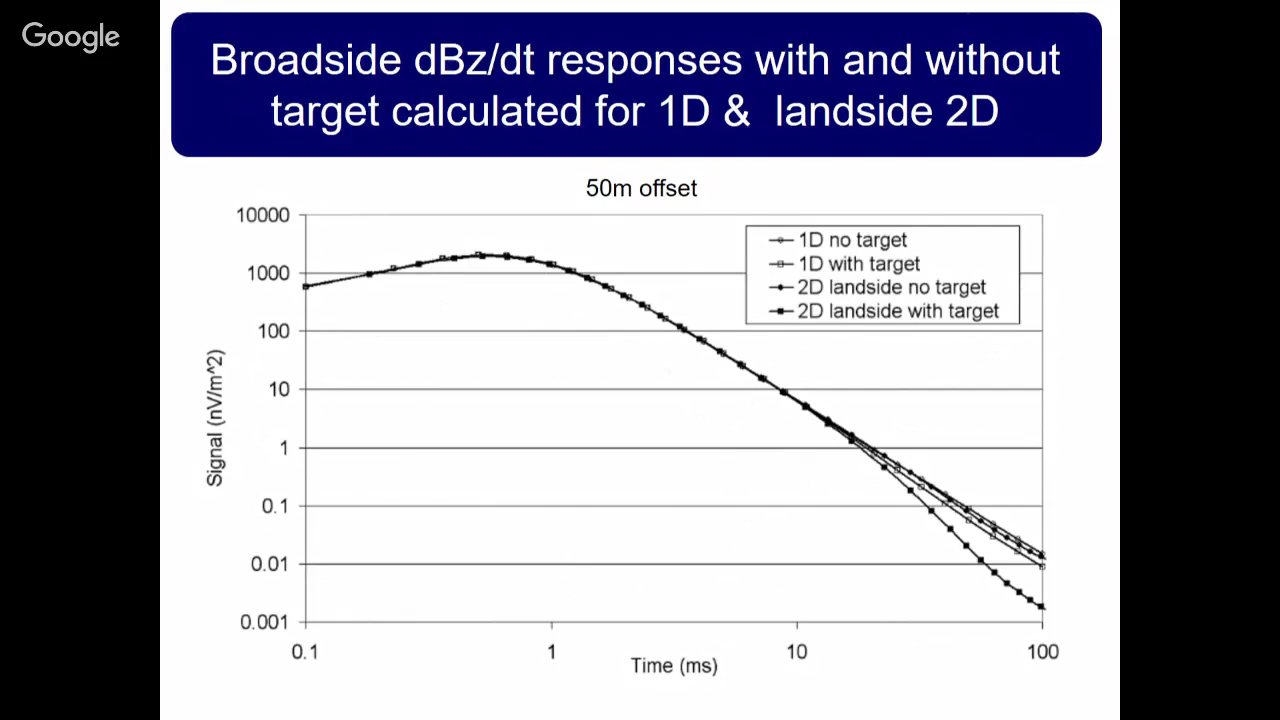 Google
Broadside dBz/dt responses with and without
target calculated for 1D & landside 2D
50m offset
10000
1000
100
10
1
0.1
0.01
0.001
Signal (nV/m^2)
1D no target
1D with target
2D landside no target
2D landside with target
0.1
1
10
100
Time (ms)